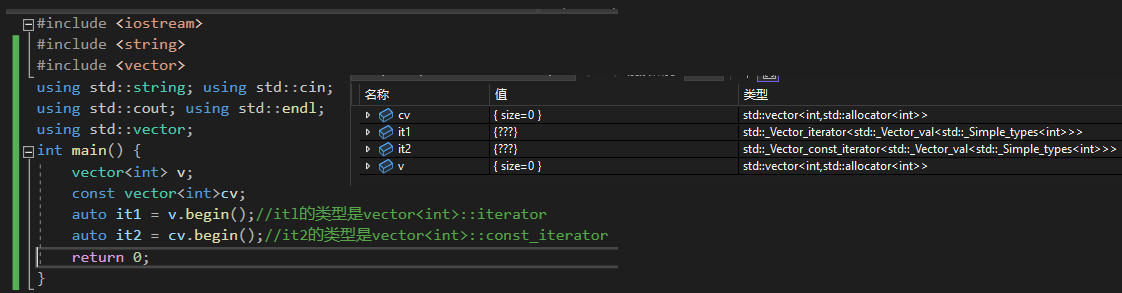 #include <iostream>
#include <string>
#include <vector>
using std::string; using std::cin;
using std::cout; using std::endl;
using std::vector;
int main() {
vector<int> v;
const vector<int>cv;
auto it1 = v.begin();//itl的类型是vector<int>::iterator
auto it2 = cv.begin();//it2的类型是vector<int>::const_iterator
return 0;
}
名称 值 类型
cv { size=0 } std::vector<int,std::allocator<int>>
it1 {???} std::_Vector_iterator<std::_Vector_val<std::_Simple_types<int>>>
it2 {???} std::_Vector_const_iterator<std::_Vector_val<std::_Simple_types<int>>>
v { size=0 } std::vector<int,std::allocator<int>>